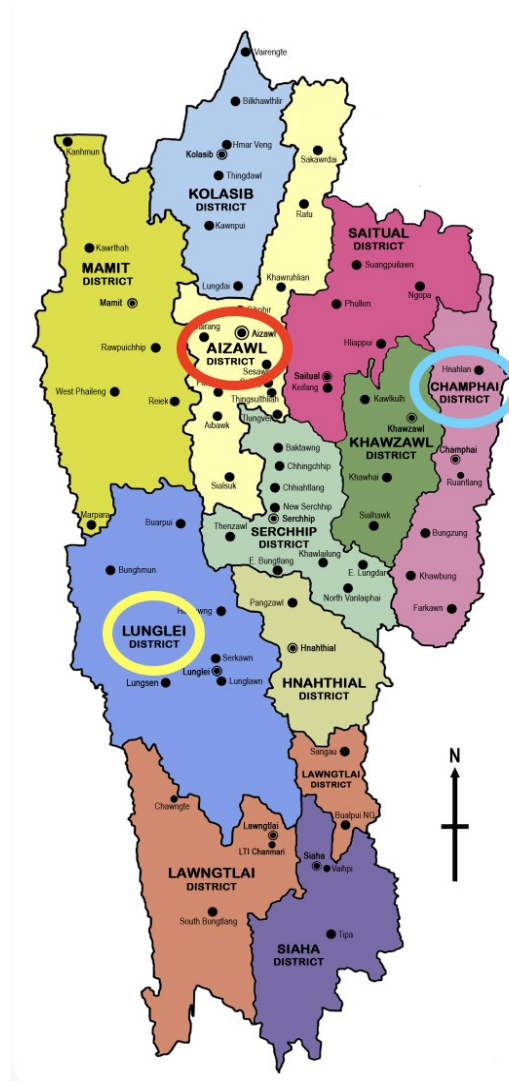 Vairengte
Bilkhawthlir
Kanhmun
Hmar Veng
Kolasib
Sakawrdai
Thingdawl
KOLASIB
DISTRICT
Ratu
Kawnpui
SAITUAL
DISTRICT
Kawrthah
MAMIT
DISTRICT
Suangpuilawn
Lungdai
Khawruhlian
Ngopa
Mamit
Phullen
Aizawl
Rawpuichhip
AIZAWL
DISTRICT
Hliappui
Hnahlan
Saitual
Keifang
CHAMPHAI
DISTRICT
West Phaileng
Reiek
Thingsulthliah
Kawlkulh
Aibawk
Khawzawl
KHAWZAWL
DISTRICT
Baktawng
Chhingchhip
Champhai
Sialsuk
Chhiahtlang
Khawhai
Ruantlang
New Serchhip
Marpara
Buarpui
Serchhip
SERCHHIP
DISTRICT
Sialhawk
Thenzawl
Bungzung
Khawlailung
E. Bungtlang
E. Lungdar
Bunghmun
Khawbung
North Vanlaiphai
Pangzawl
Farkawn
LUNGLEI
DISTRICT
Hnahthial
Serkawn
Lunglei
Lungsen
Lunglawn
HNAHTHIAL
DISTRICT
Sangau
N
LAWNGTLAI
DISTRICT
Chawngte
Bualpui NG
Lawngtlai
LTI Chanmari
Siaha
Vaihpi
LAWNGTLAI
DISTRICT
South Bungtlang
Tipa
SIAHA
DISTRICT